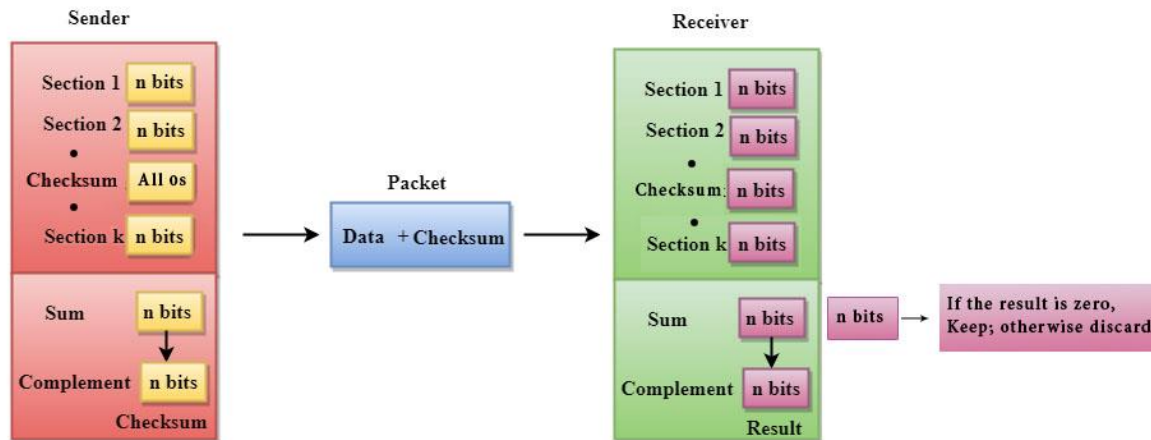 Sender
Section 1 n bits
Section 2 n bits
Checksum All 0s
Section k n bits
Sum n bits
Complement n bits
Checksum
Packet
Data + Checksum
Receiver
Section 1 n bits
Section 2 n bits
Checksum: n bits
Section k n bits
Sum n bits
Complement n bits
Result
n bits
If the result is zero,
Keep; otherwise discard